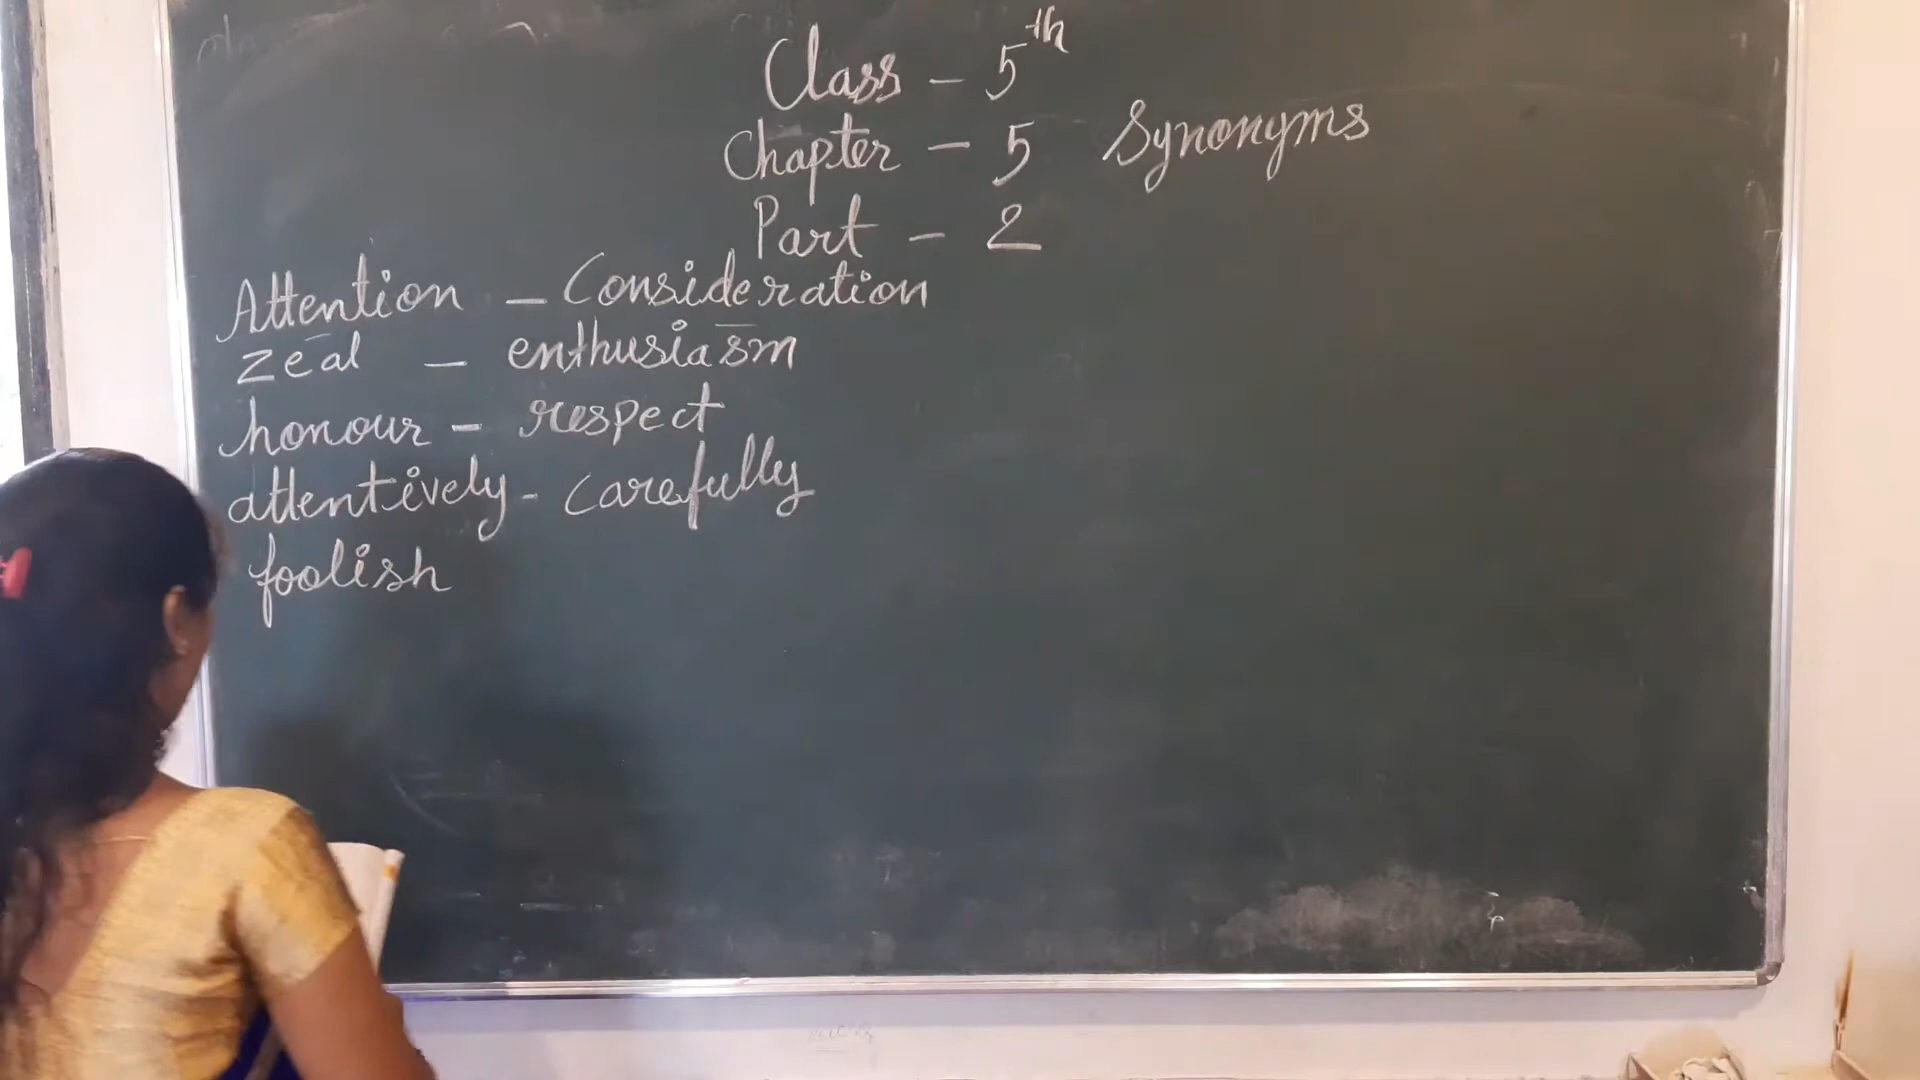 Class - 5th
Chapter - 5 Synonyms
Part - 2
Attention - Consideration
zeal - enthusiasm
honour - respect
attentively - carefully
foolish